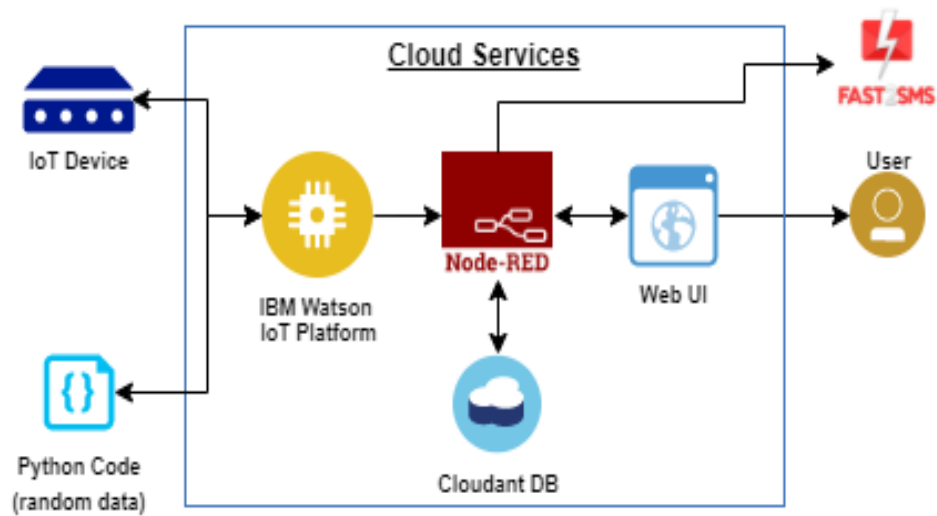 Cloud Services
FAST2SMS
IoT Device
User
IBM Watson
IoT Platform
Node-RED
Web UI
{}
Python Code
(random data)
Cloudant DB